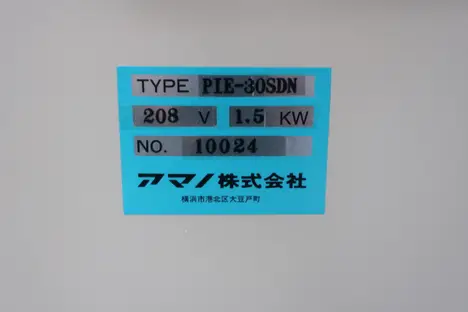 TYPE PIE-30SDN
208 V 1.5 KW
NO. 10024
アマノ株式会社
横浜市港北区大豆戸町